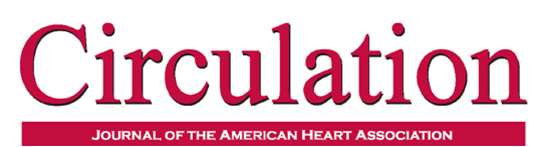 Circulation
JOURNAL OF THE AMERICAN HEART ASSOCIATION